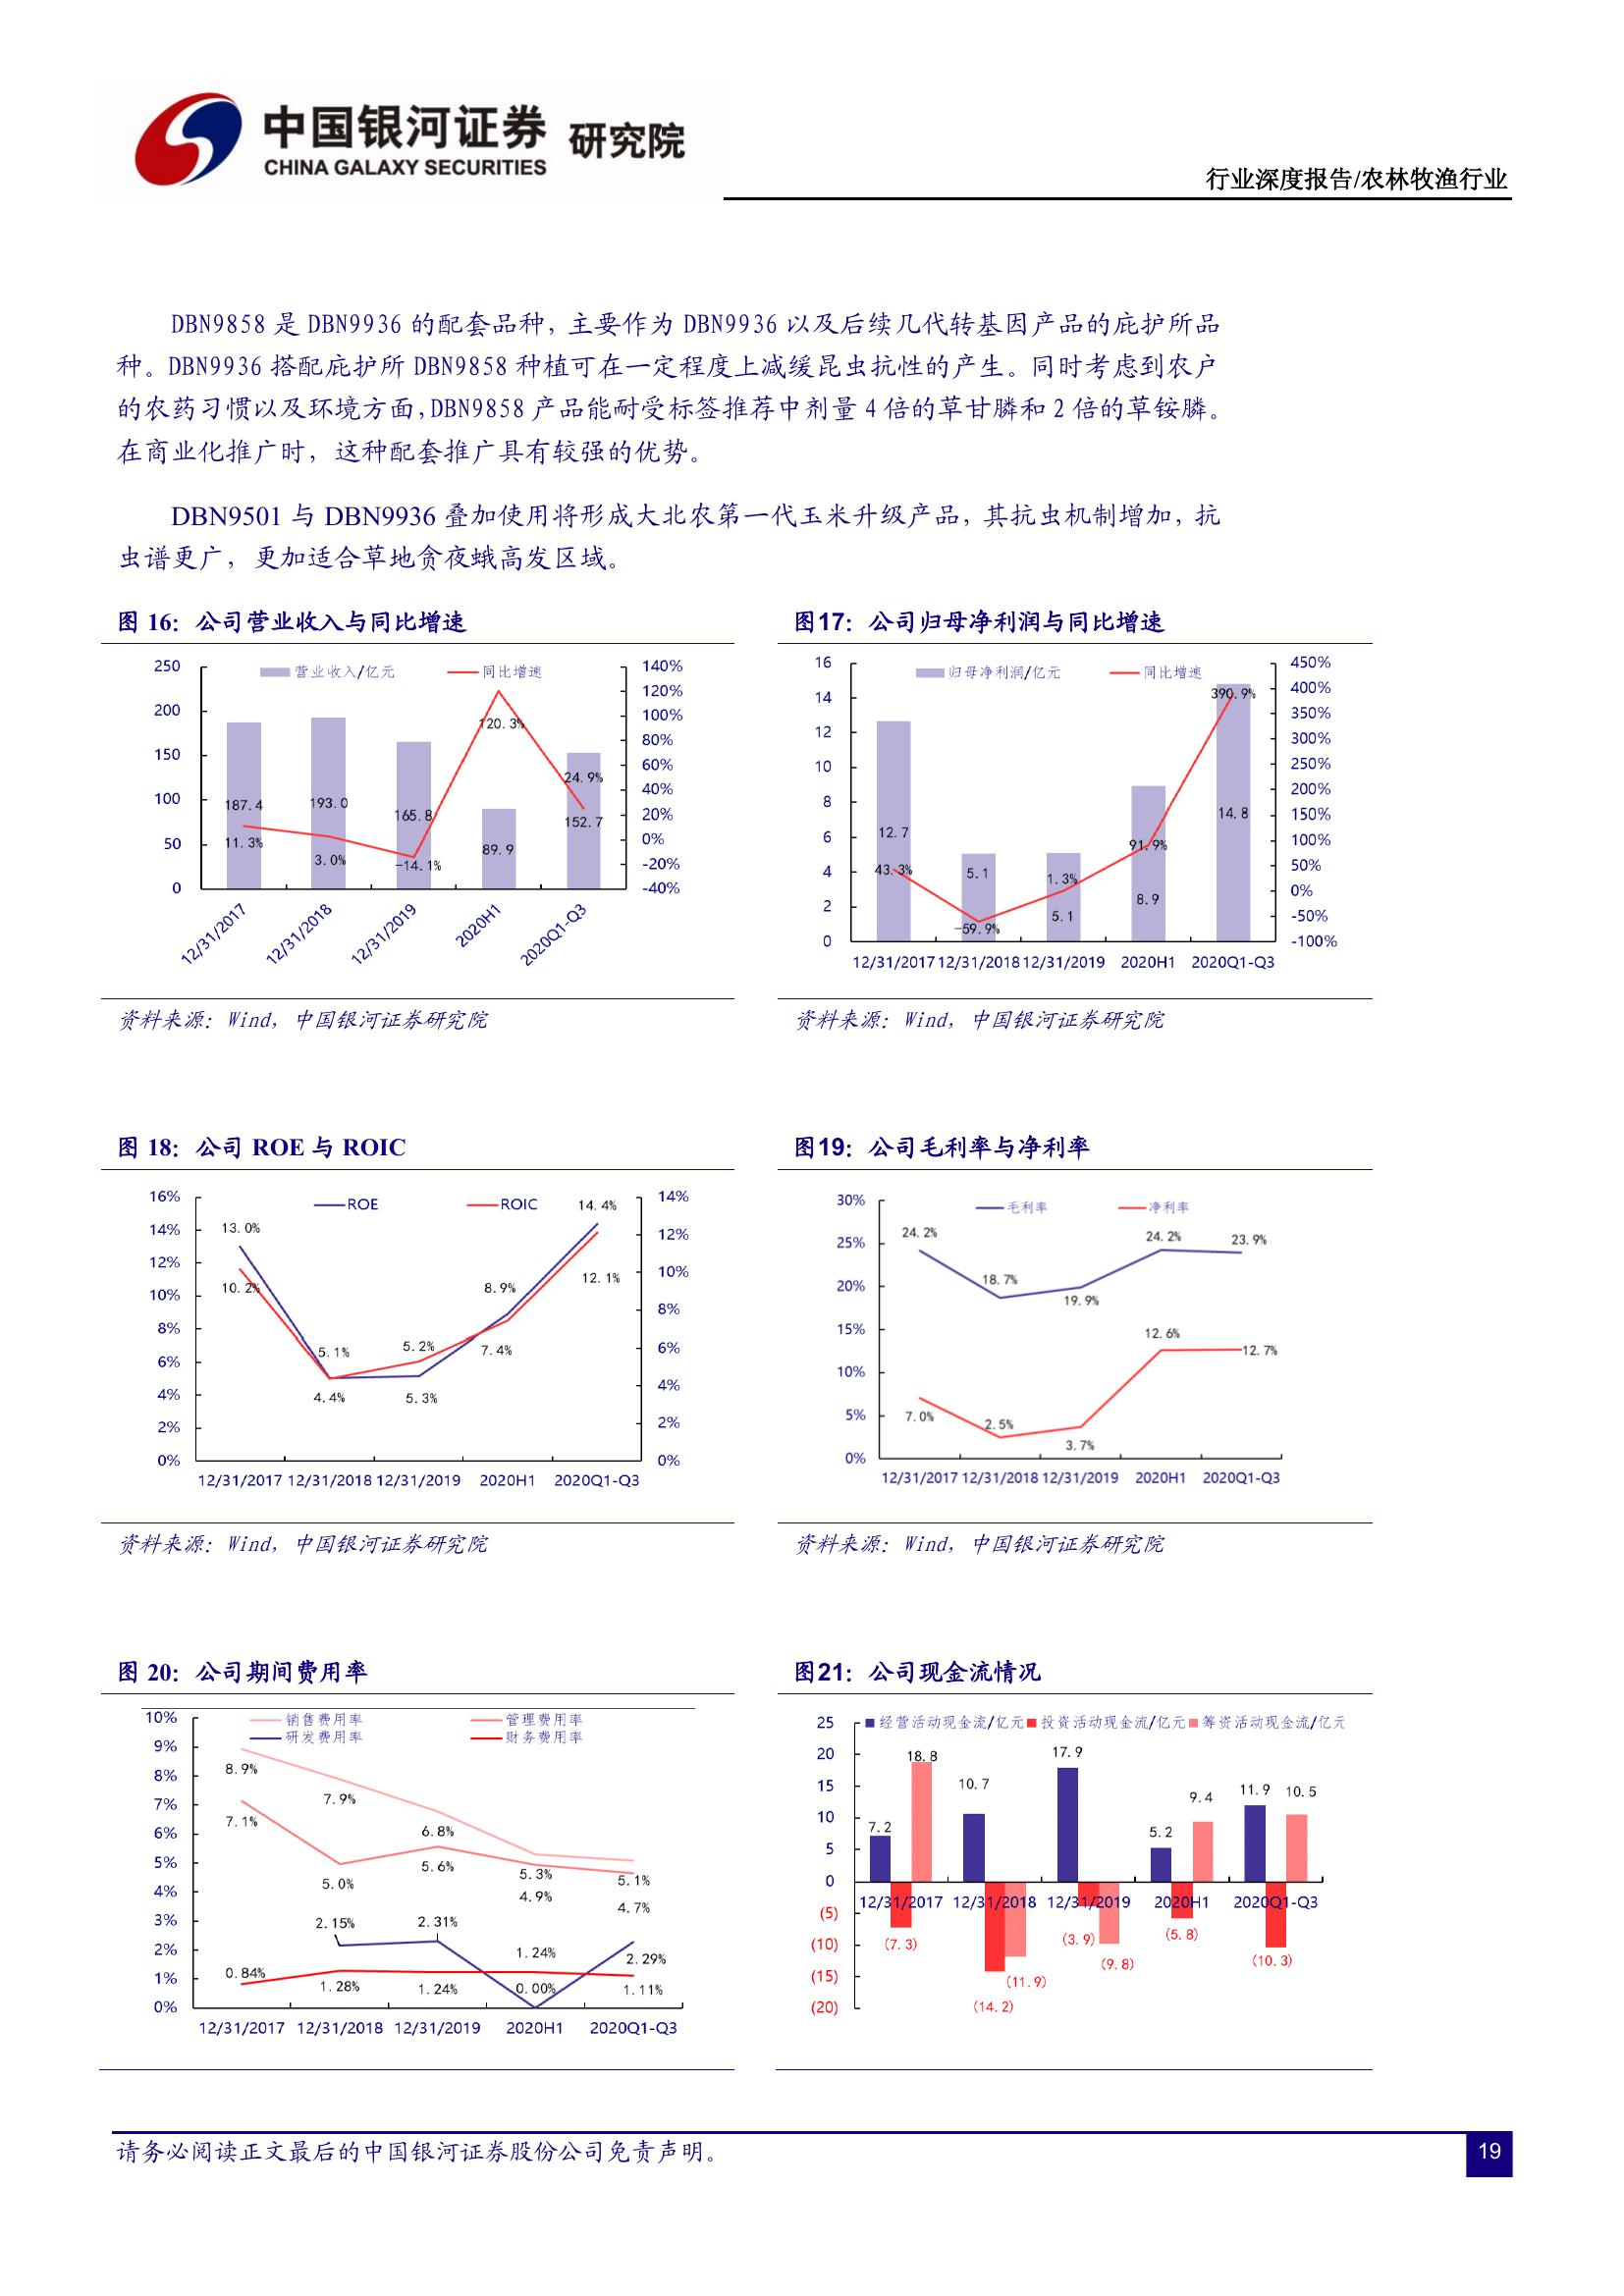 中国银河证券 研究院
CHINA GALAXY SECURITIES
行业深度报告/农林牧渔行业
DBN9858 是 DBN9936 的配套品种，主要作为 DBN9936 以及后续几代转基因产品的庇护所品
种。DBN9936 搭配庇护所 DBN9858 种植可在一定程度上减缓昆虫抗性的产生。同时考虑到农户
的农药习惯以及环境方面，DBN9858 产品能耐受标签推荐中剂量 4 倍的草甘膦和 2 倍的草铵膦。
在商业化推广时，这种配套推广具有较强的优势。
DBN9501 与 DBN9936 叠加使用将形成大北农第一代玉米升级产品，其抗虫机制增加，抗
虫谱更广，更加适合草地贪夜蛾高发区域。
图 16：公司营业收入与同比增速
营业收入/亿元 同比增速
250
200
150
100
50
0
140%
120%
100%
80%
60%
40%
20%
0%
-20%
-40%
187.4 193.0 165.8 89.9 152.7
11.3% 3.0% -14.1% 120.3% 24.9%
12/31/2017 12/31/2018 12/31/2019 2020H1 2020Q1-Q3
资料来源：Wind，中国银河证券研究院
图17：公司归母净利润与同比增速
归母净利润/亿元 同比增速
16
14
12
10
8
6
4
2
0
450%
400%
350%
300%
250%
200%
150%
100%
50%
0%
-50%
-100%
12.7 5.1 5.1 8.9 14.8
43.3% -59.9% 1.3% 91.9% 390.9%
12/31/2017 12/31/2018 12/31/2019 2020H1 2020Q1-Q3
资料来源：Wind，中国银河证券研究院
图 18：公司 ROE 与 ROIC
ROE ROIC
16%
14%
12%
10%
8%
6%
4%
2%
0%
14%
12%
10%
8%
6%
4%
2%
0%
13.0% 5.1% 5.2% 8.9% 14.4%
10.2% 4.4% 5.3% 7.4% 12.1%
12/31/2017 12/31/2018 12/31/2019 2020H1 2020Q1-Q3
资料来源：Wind，中国银河证券研究院
图19：公司毛利率与净利率
毛利率 净利率
30%
25%
20%
15%
10%
5%
0%
24.2% 18.7% 19.9% 24.2% 23.9%
7.0% 2.5% 3.7% 12.6% 12.7%
12/31/2017 12/31/2018 12/31/2019 2020H1 2020Q1-Q3
资料来源：Wind，中国银河证券研究院
图 20：公司期间费用率
销售费用率 管理费用率
研发费用率 财务费用率
10%
9%
8%
7%
6%
5%
4%
3%
2%
1%
0%
8.9% 7.9% 6.8% 5.3% 5.1%
7.1% 5.0% 5.6% 4.9% 4.7%
2.15% 2.31% 0.00% 2.29%
0.84% 1.28% 1.24% 1.24% 1.11%
12/31/2017 12/31/2018 12/31/2019 2020H1 2020Q1-Q3
图21：公司现金流情况
经营活动现金流/亿元 投资活动现金流/亿元 筹资活动现金流/亿元
25
20
15
10
5
0
(5)
(10)
(15)
(20)
7.2 18.8 10.7 17.9 5.2 9.4 11.9 10.5
12/31/2017 12/31/2018 12/31/2019 2020H1 2020Q1-Q3
(7.3) (14.2) (11.9) (3.9) (9.8) (5.8) (10.3)
请务必阅读正文最后的中国银河证券股份公司免责声明。
19